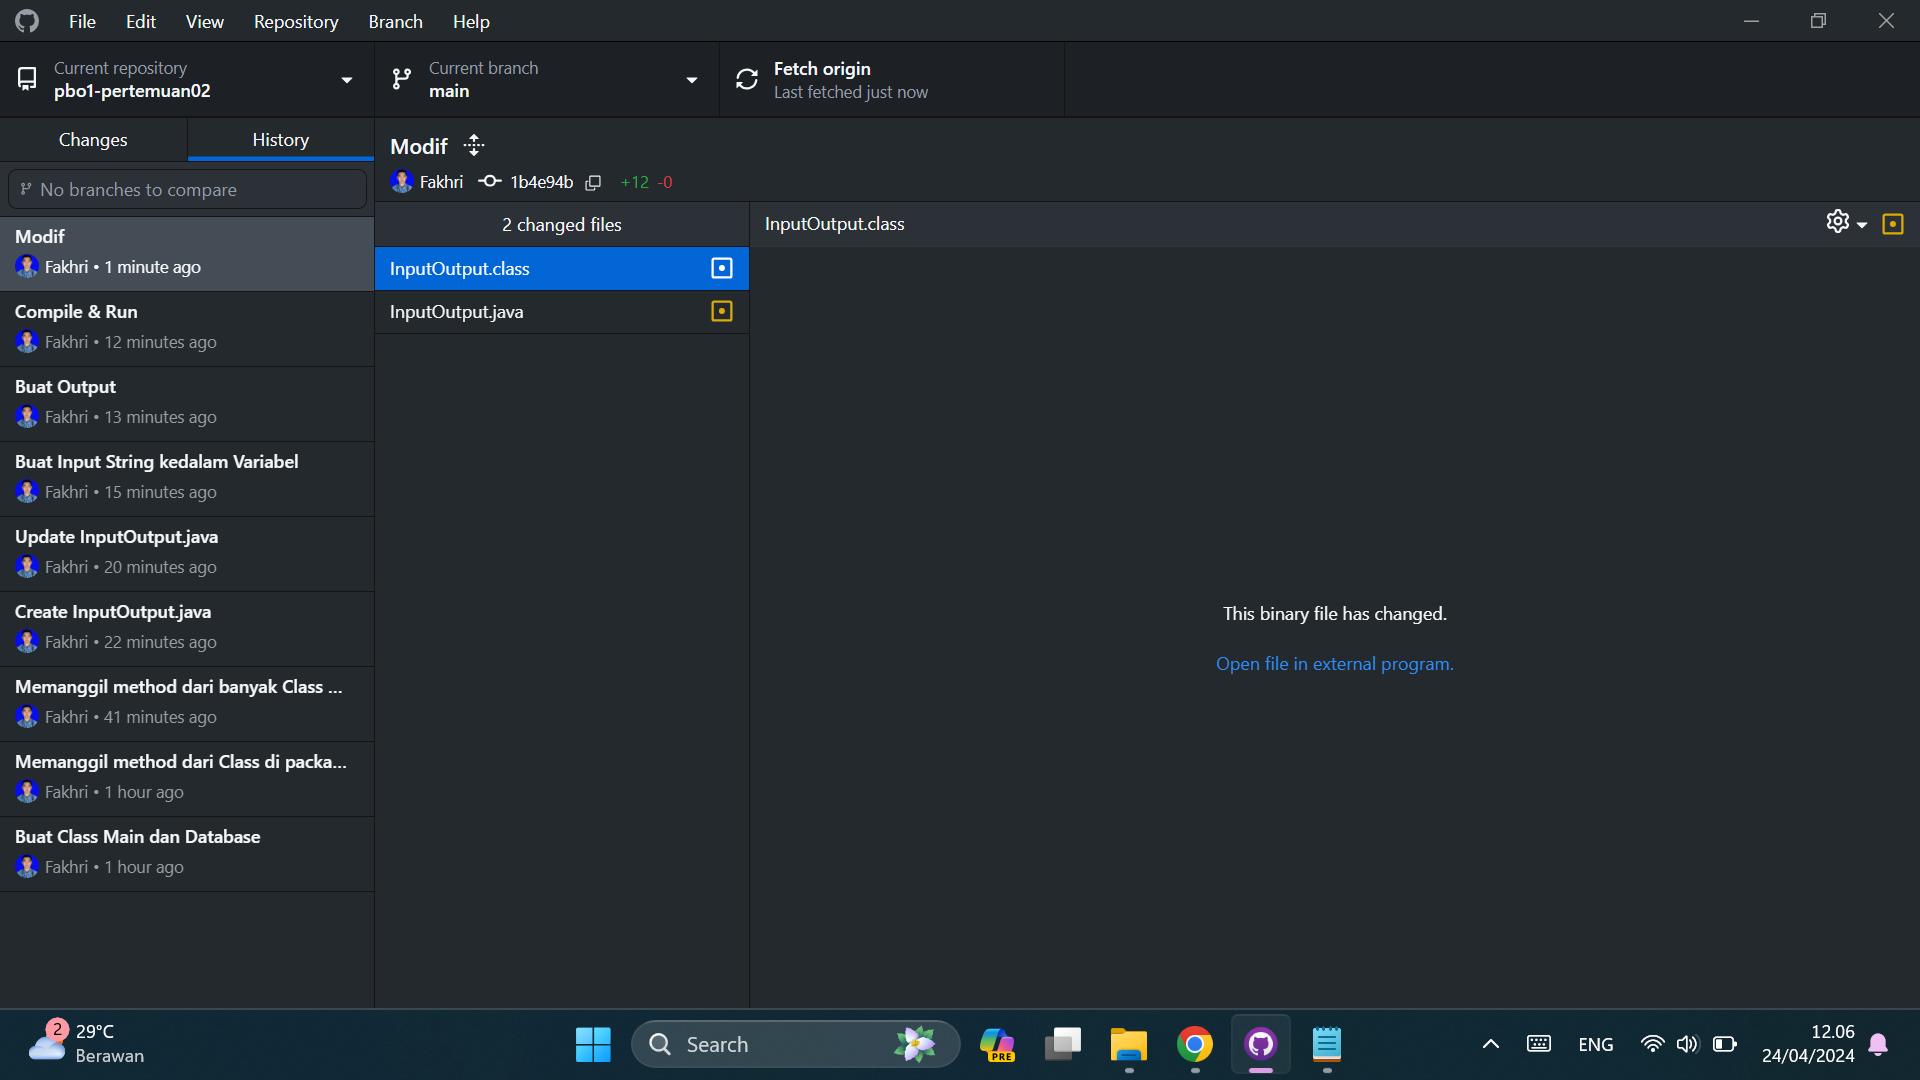 File Edit View Repository Branch Help
Current repository
pbo1-pertemuan02
Current branch
main
Fetch origin
Last fetched just now
Changes
History
No branches to compare
Modif
Fakhri • 1 minute ago
Compile & Run
Fakhri • 12 minutes ago
Buat Output
Fakhri • 13 minutes ago
Buat Input String kedalam Variabel
Fakhri • 15 minutes ago
Update InputOutput.java
Fakhri • 20 minutes ago
Create InputOutput.java
Fakhri • 22 minutes ago
Memanggil method dari banyak Class ...
Fakhri • 41 minutes ago
Memanggil method dari Class di packa...
Fakhri • 1 hour ago
Buat Class Main dan Database
Fakhri • 1 hour ago
Modif
Fakhri 1b4e94b +12 -0
2 changed files
InputOutput.class
InputOutput.java
InputOutput.class
This binary file has changed.
Open file in external program.
2
29°C
Berawan
Search
PRE
ENG
12.06
24/04/2024